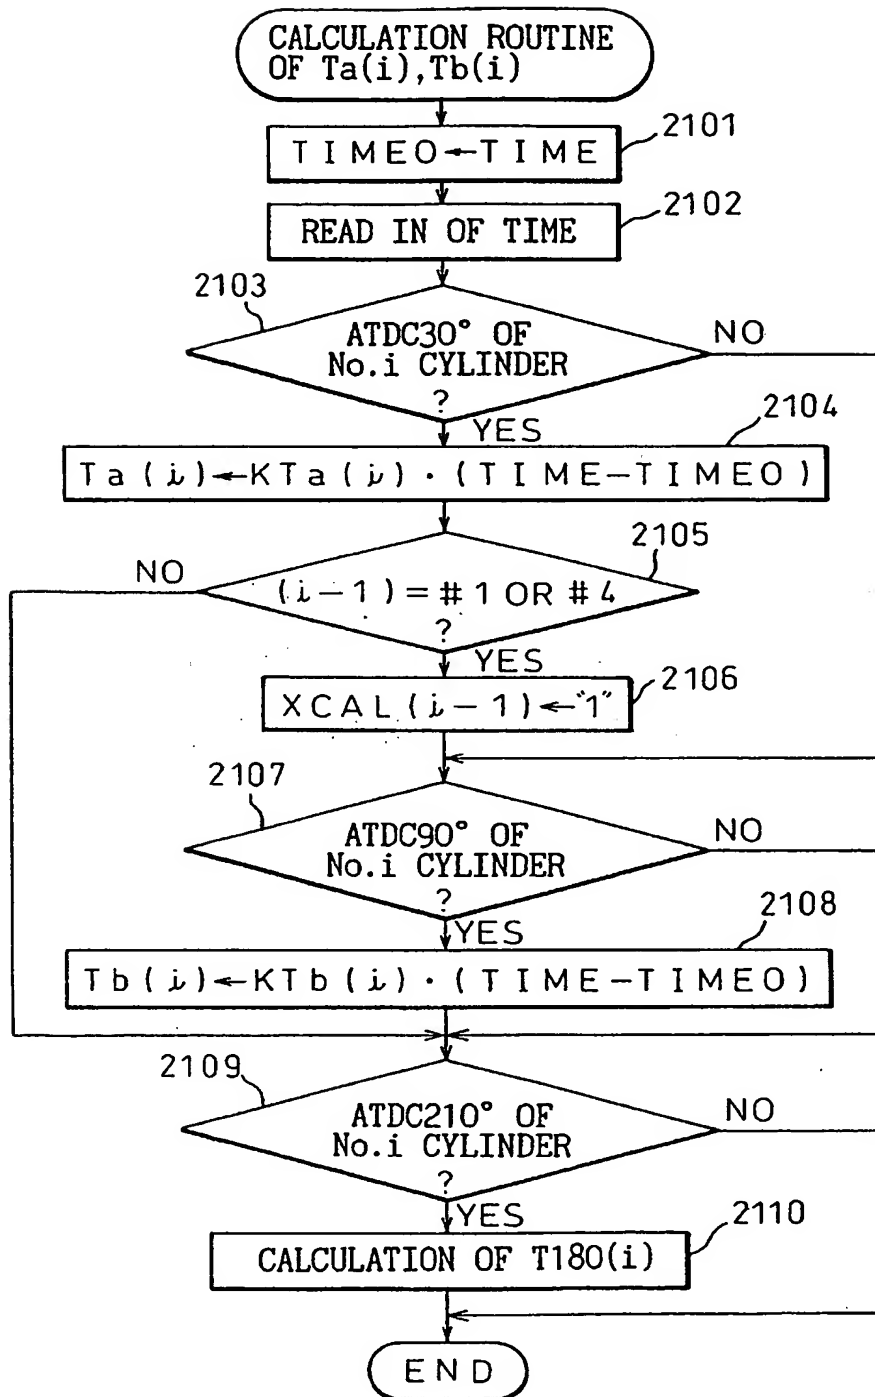 CALCULATION ROUTINE
OF Ta(i),Tb(i)
2101
TIMEO←TIME
2102
READ IN OF TIME
2103
ATDC30° OF
No.i CYLINDER
?
NO
YES
2104
Ta(i)←KTa(i)·(TIME-TIMEO)
2105
NO
(i-1)=#1 OR #4
?
YES
2106
XCAL(i-1)←"1"
2107
ATDC90° OF
No.i CYLINDER
?
NO
YES
2108
Tb(i)←KTb(i)·(TIME-TIMEO)
2109
ATDC210° OF
No.i CYLINDER
?
NO
YES
2110
CALCULATION OF T180(i)
END